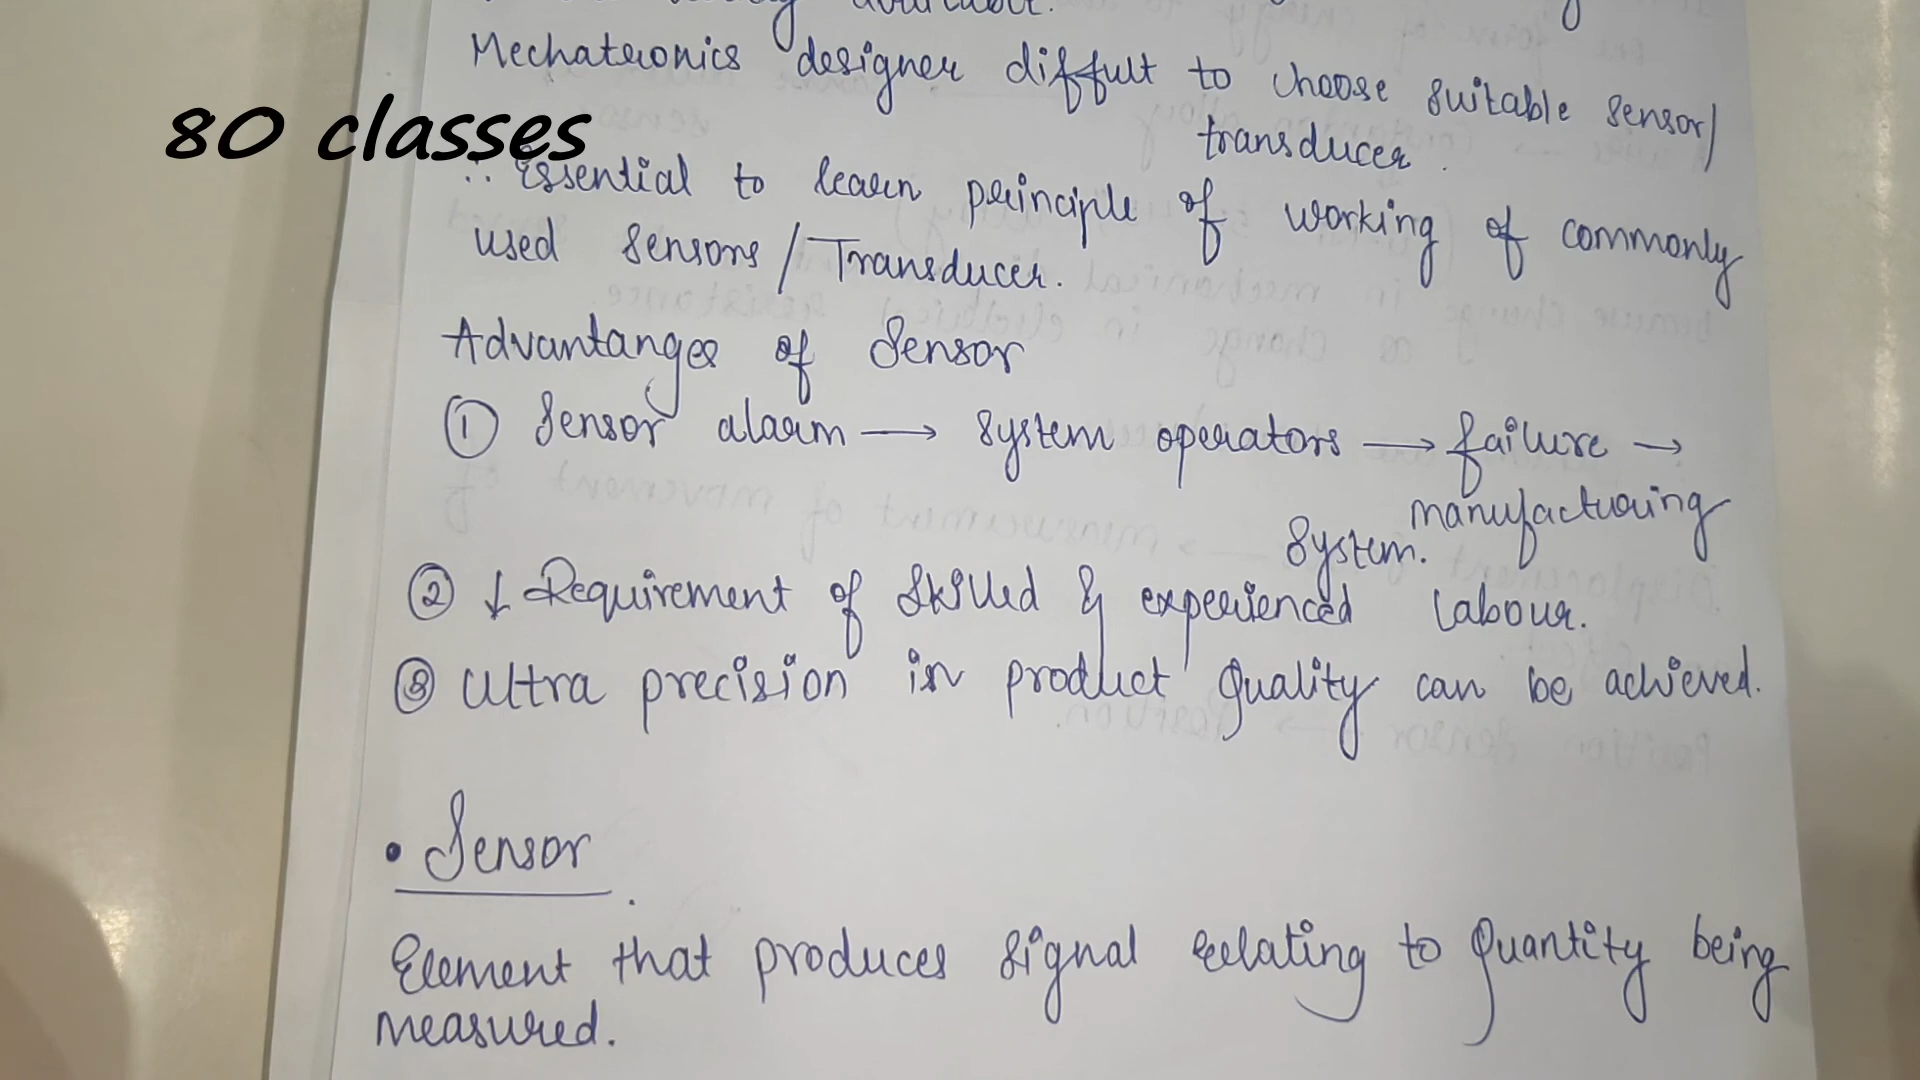 available.
Mechatronics designer diffult to choose suitable sensor/
transducer.
80 classes
∴ Essential to learn principle of working of commonly
used sensors / Transducer.
Advantanges of Sensor
① Sensor alarm → System operators → failure →
manufacturing
System.
② ↓ Requirement of skilled & experienced labour.
③ Ultra precision in product quality can be achieved.
• Sensor
Element that produces signal relating to quantity being
measured.